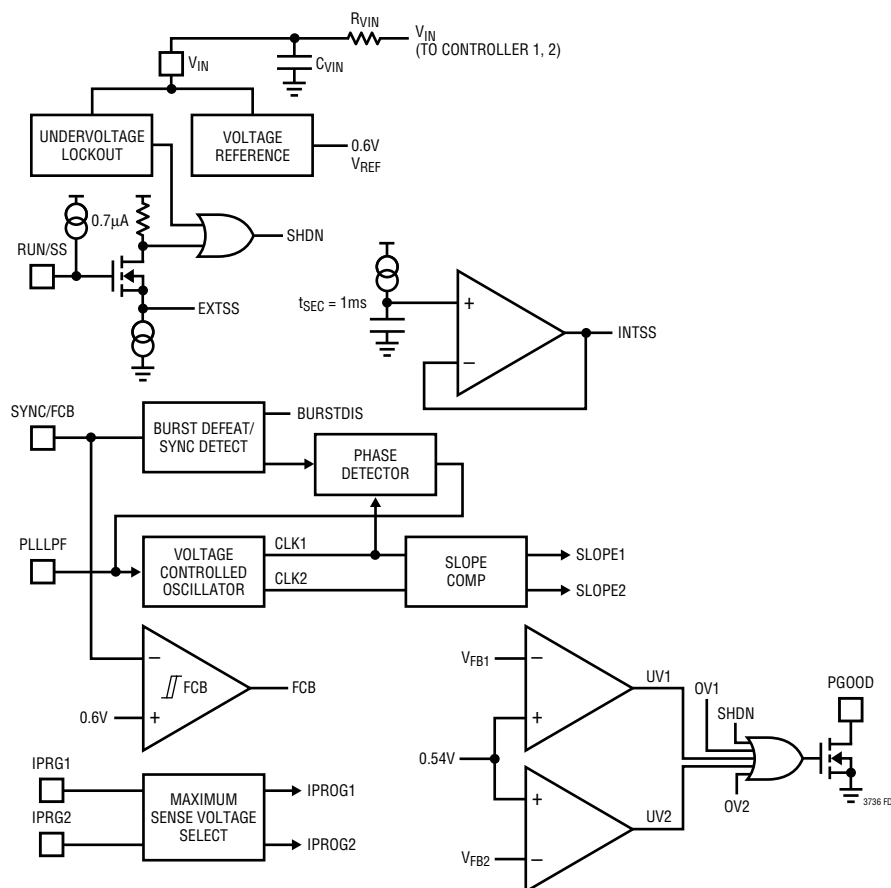 RVIN
VIN
(TO CONTROLLER 1, 2)
CVIN
VIN
UNDERVOLTAGE
LOCKOUT
VOLTAGE
REFERENCE
0.6V
VREF
0.7µA
RUN/SS
SHDN
EXTSS
tSEC = 1ms
+
−
INTSS
SYNC/FCB
BURST DEFEAT/
SYNC DETECT
BURSTDIS
PHASE
DETECTOR
PLLLPF
VOLTAGE
CONTROLLED
OSCILLATOR
CLK1
CLK2
SLOPE
COMP
SLOPE1
SLOPE2
−
FCB
+
0.6V
FCB
VFB1
−
+
UV1
0.54V
+
−
VFB2
UV2
OV1
SHDN
OV2
PGOOD
3736 FD
IPRG1
IPRG2
MAXIMUM
SENSE VOLTAGE
SELECT
IPROG1
IPROG2